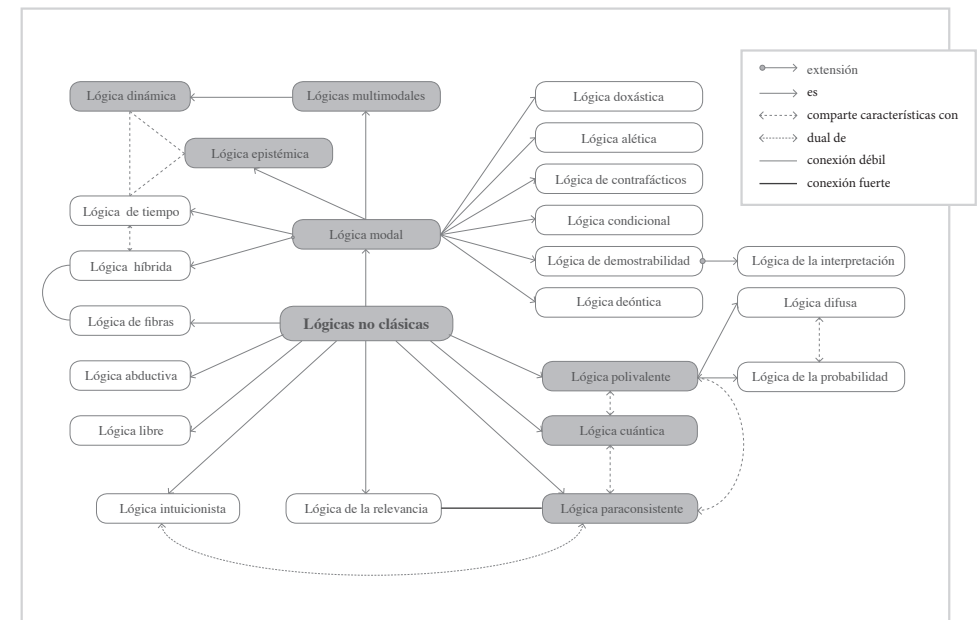 extensión
es
comparte características con
dual de
conexión débil
conexión fuerte
Lógica dinámica
Lógicas multimodales
Lógica doxástica
Lógica alética
Lógica epistémica
Lógica de contrafácticos
Lógica de tiempo
Lógica modal
Lógica condicional
Lógica híbrida
Lógica de demostrabilidad
Lógica de la interpretación
Lógica deóntica
Lógica difusa
Lógica de fibras
Lógicas no clásicas
Lógica abductiva
Lógica polivalente
Lógica de la probabilidad
Lógica libre
Lógica cuántica
Lógica intuicionista
Lógica de la relevancia
Lógica paraconsistente